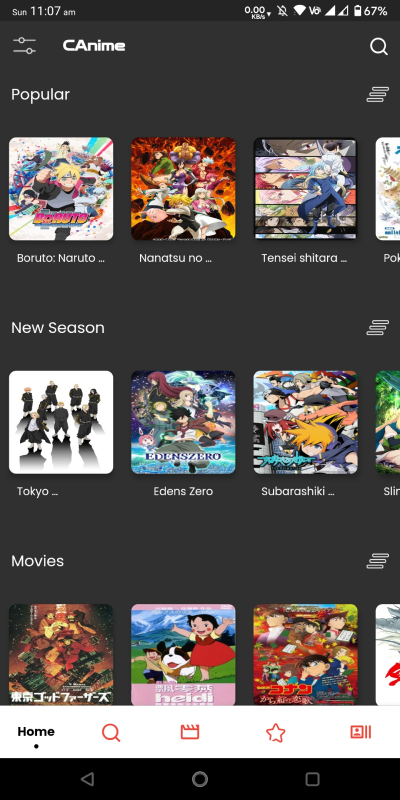 Sun 11:07 am
0.00 KB/s
67%
CAnime
Popular
BORUTO
Boruto: Naruto ...
Nanatsu no ...
Tensei shitara ...
Pok
New Season
EDENSZERO
Tokyo ...
Edens Zero
Subarashiki ...
Slin
Movies
東京ゴッドファーザーズ
heidi
コナン
Home